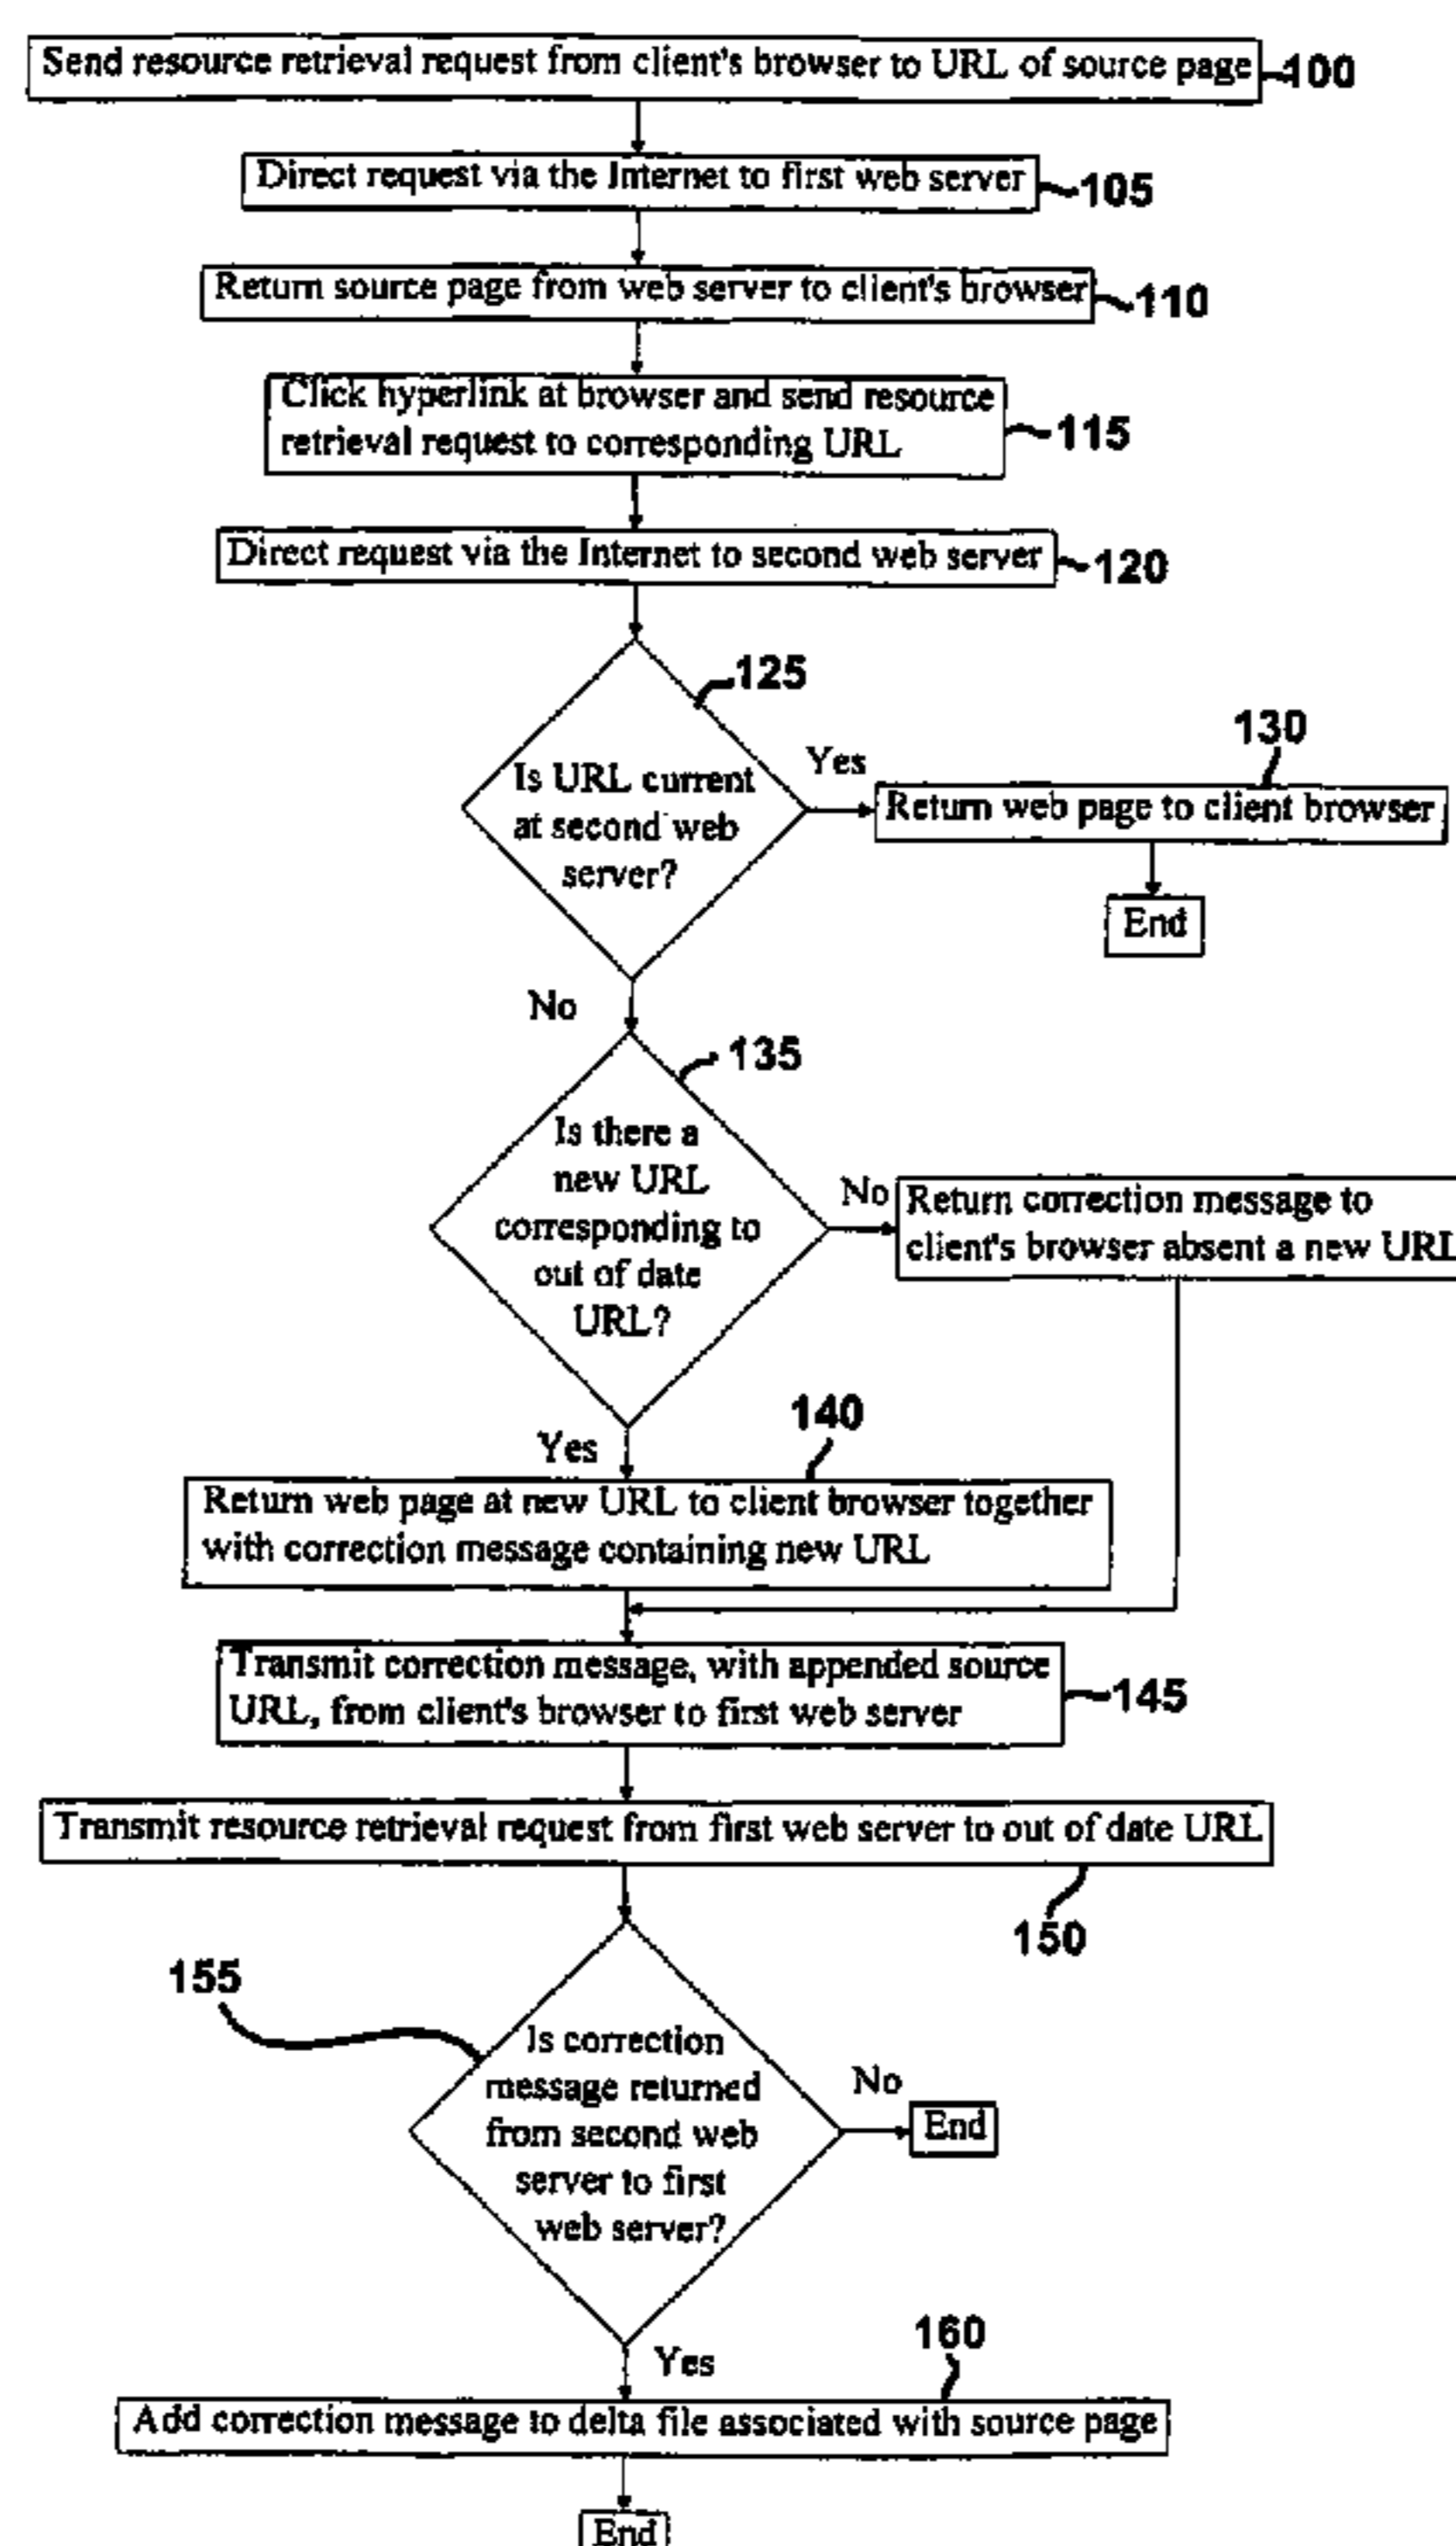 Send resource retrieval request from client's browser to URL of source page
100
Direct request via the Internet to first web server
105
Return source page from web server to client's browser
110
Click hyperlink at browser and send resource
retrieval request to corresponding URL
115
Direct request via the Internet to second web server
120
125
Is URL current
at second web
server?
Yes
130
Return web page to client browser
End
No
135
Is there a
new URL
corresponding to
out of date
URL?
No
Return correction message to
client's browser absent a new URL
Yes
140
Return web page at new URL to client browser together
with correction message containing new URL
Transmit correction message, with appended source
URL, from client's browser to first web server
145
Transmit resource retrieval request from first web server to out of date URL
150
155
Is correction
message returned
from second web
server to first
web server?
No
End
Yes
160
Add correction message to delta file associated with source page
End